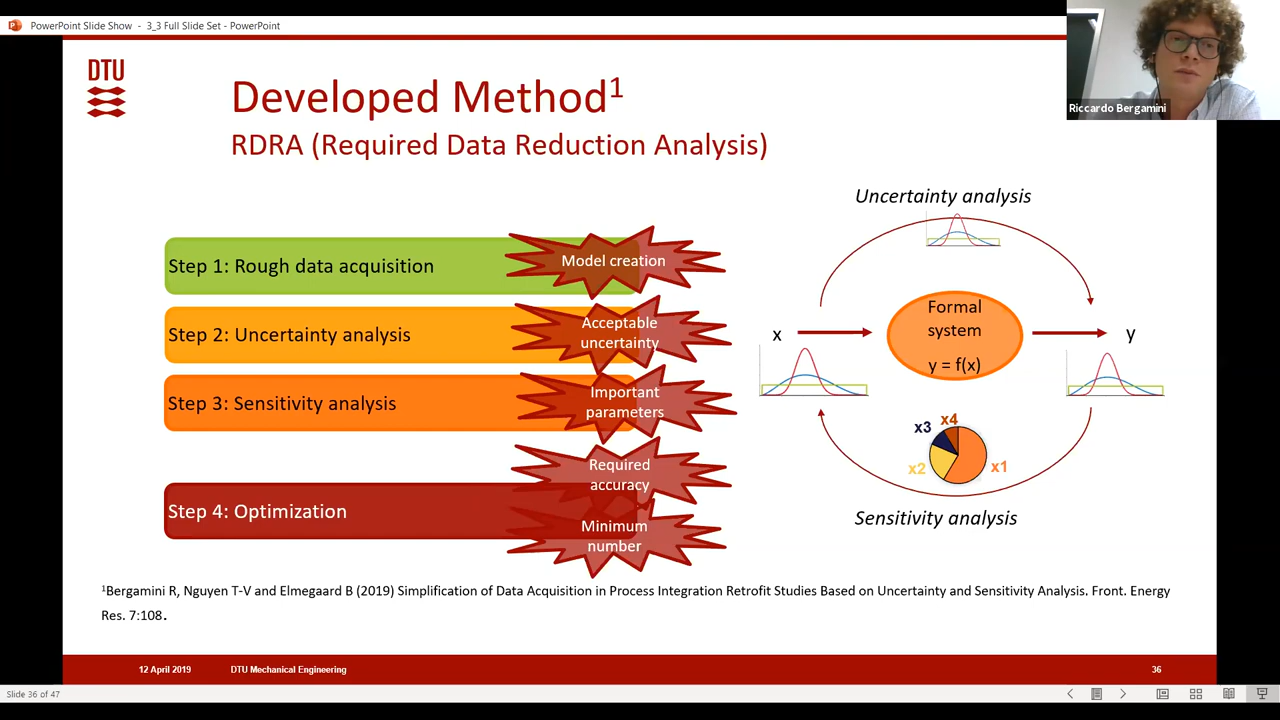 PowerPoint Slide Show - 3_3 Full Slide Set - PowerPoint
Riccardo Bergamini
DTU
Developed Method1
RDRA (Required Data Reduction Analysis)
Step 1: Rough data acquisition
Model creation
Step 2: Uncertainty analysis
Acceptable
uncertainty
Step 3: Sensitivity analysis
Important
parameters
Step 4: Optimization
Required
accuracy
Minimum
number
Uncertainty analysis
x
Formal
system
y = f(x)
y
x3
x4
x2
x1
Sensitivity analysis
1Bergamini R, Nguyen T-V and Elmegaard B (2019) Simplification of Data Acquisition in Process Integration Retrofit Studies Based on Uncertainty and Sensitivity Analysis. Front. Energy
Res. 7:108.
12 April 2019
DTU Mechanical Engineering
36
Slide 36 of 47